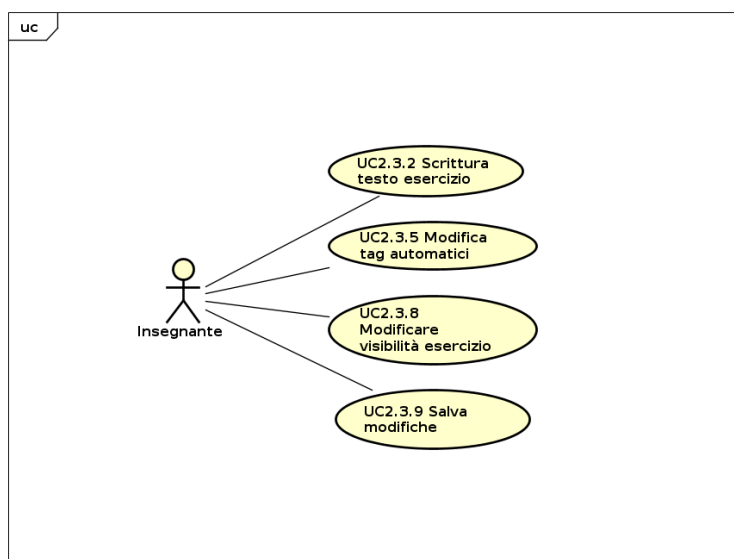 uc
UC2.3.2 Scrittura
testo esercizio
UC2.3.5 Modifica
tag automatici
UC2.3.8
Modificare
visibilità esercizio
UC2.3.9 Salva
modifiche
Insegnante